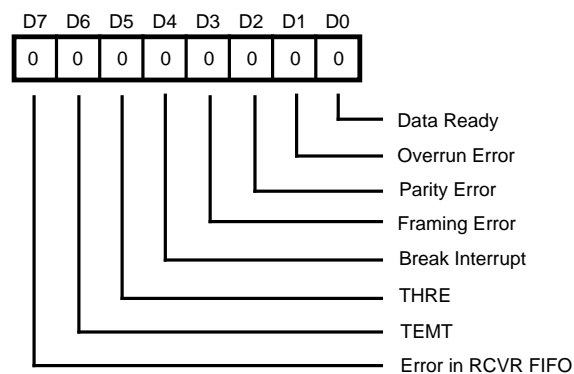 D7 D6 D5 D4 D3 D2 D1 D0
0 0 0 0 0 0 0 0
Data Ready
Overrun Error
Parity Error
Framing Error
Break Interrupt
THRE
TEMT
Error in RCVR FIFO